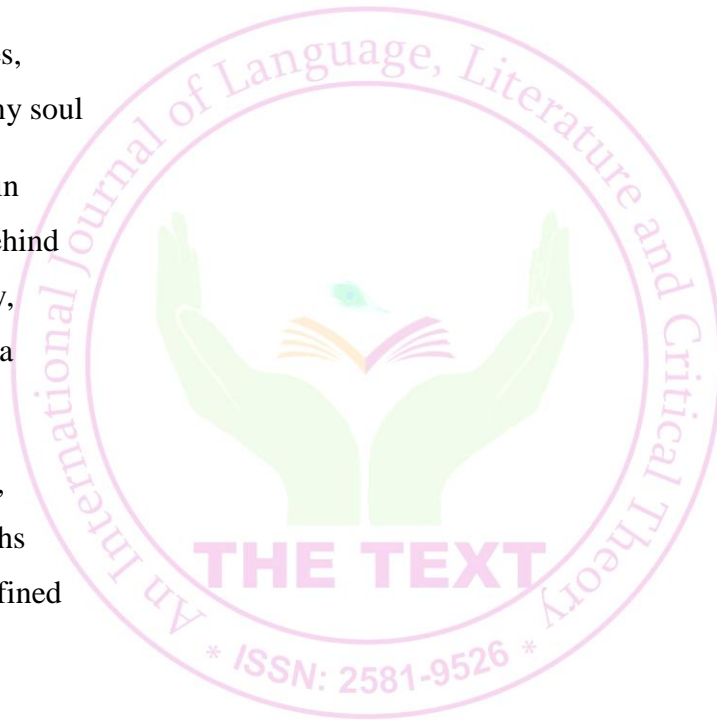 s,
ny soul
in
ehind
y,
a
,
hs
fined
An International Journal of Language, Literature and Critical Theory
THE TEXT
* ISSN: 2581-9526 *